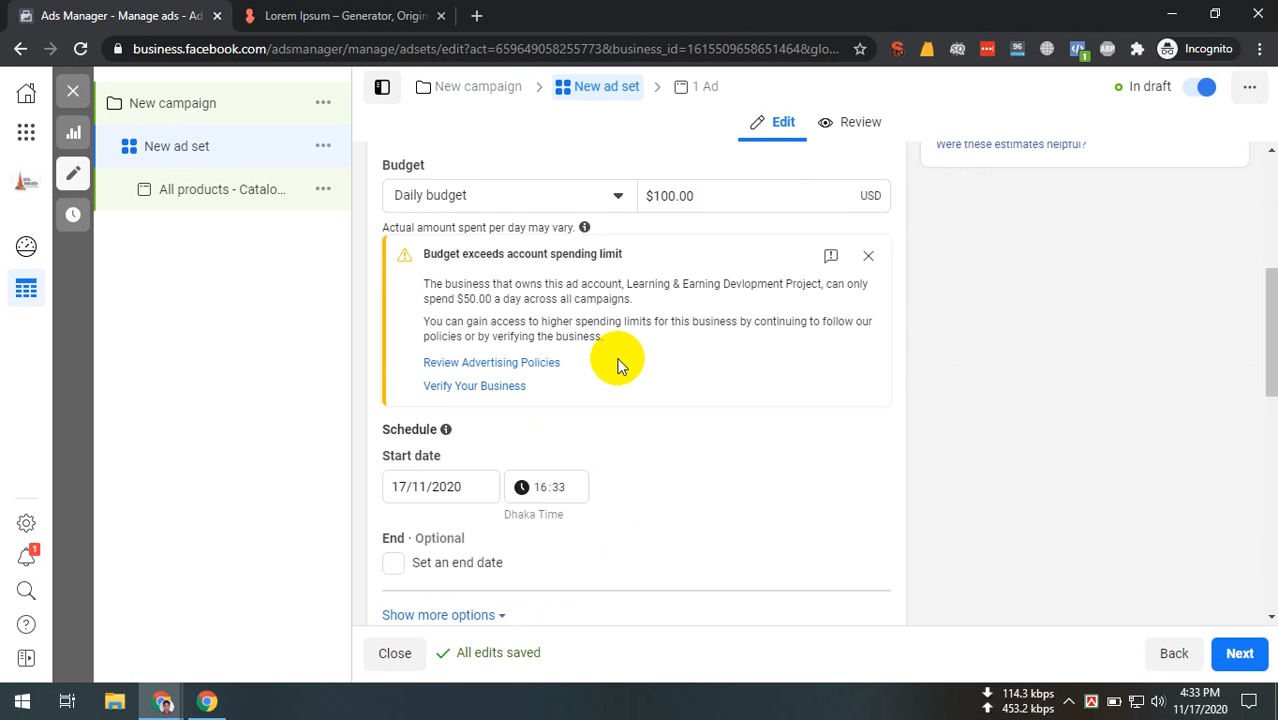 Ads Manager - Manage ads - Ad
Lorem Ipsum – Generator, Origin
business.facebook.com/adsmanager/manage/adsets/edit?act=659649058255773&business_id=1615509658651464&glo...
96
1
ABP
Incognito
New campaign
New ad set
All products - Catalo...
New campaign
New ad set
1 Ad
In draft
Edit
Review
Were these estimates helpful?
Budget
Daily budget
$100.00
USD
Actual amount spent per day may vary.
Budget exceeds account spending limit
The business that owns this ad account, Learning & Earning Devlopment Project, can only
spend $50.00 a day across all campaigns.
You can gain access to higher spending limits for this business by continuing to follow our
policies or by verifying the business.
Review Advertising Policies
Verify Your Business
Schedule
Start date
17/11/2020
16:33
Dhaka Time
End · Optional
Set an end date
Show more options
1
Close
All edits saved
Back
Next
114.3 kbps
453.2 kbps
4:33 PM
11/17/2020